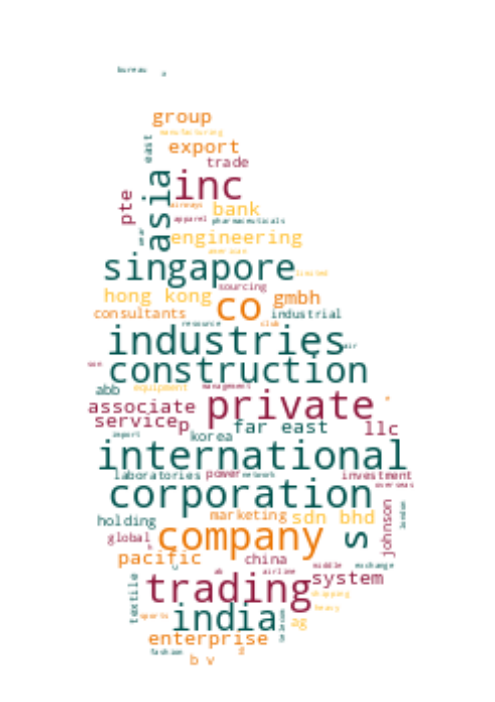 bureau
group
manufacturing
east
export
trade
asia
inc
pte
airways
bank
apparel pharmaceuticals
engineering
singapore
limited
sourcing
hong kong
co
gmbh
consultants
industrial
resource
club
industries
air
construction
son
abb
equipment
management
associate
private
service
p
far east
llc
import
korea
international
laboratories
power
network
investment
overseas
corporation
holding
marketing
sdn bhd
johnson
london
global
company
s
pacific
china
middle
exchange
airline
system
trading
textile
shipping
india
sports
heavy
ag
enterprise
fashion
b v